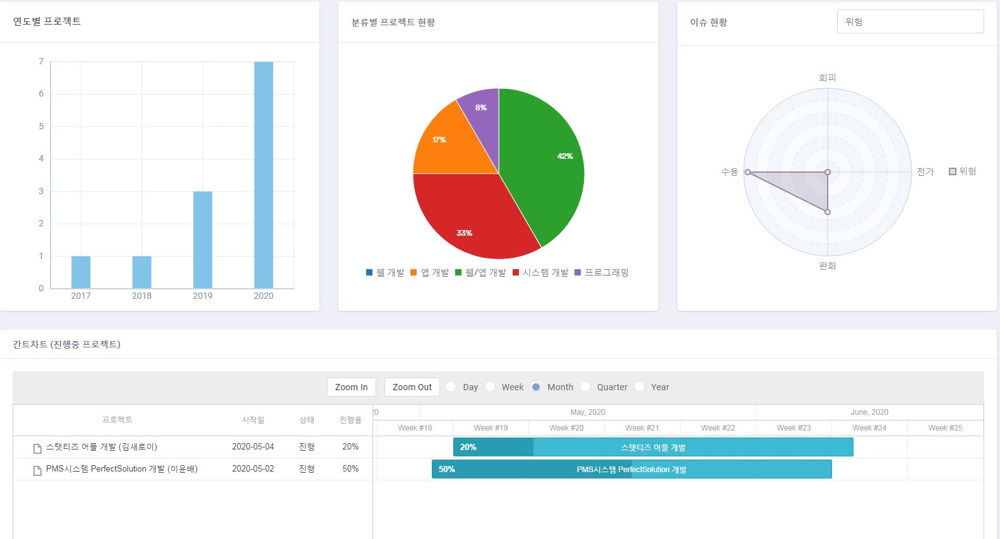 연도별 프로젝트
7
6
5
4
3
2
1
0
2017 2018 2019 2020
분류별 프로젝트 현황
8%
17%
42%
33%
웹 개발 앱 개발 웹/앱 개발 시스템 개발 프로그래밍
이슈 현황 위험
회피
수용 전가 위험
완화
간트차트 (진행중 프로젝트)
Zoom In Zoom Out Day Week Month Quarter Year
프로젝트 시작일 상태 진행율
20 May, 2020 June, 2020
Week #18 Week #19 Week #20 Week #21 Week #22 Week #23 Week #24 Week #25
스탯티즈 어플 개발 (김새로이) 2020-05-04 진행 20% 20% 스탯티즈 어플 개발
PMS시스템 PerfectSolution 개발 (이윤배) 2020-05-02 진행 50% 50% PMS시스템 PerfectSolution 개발